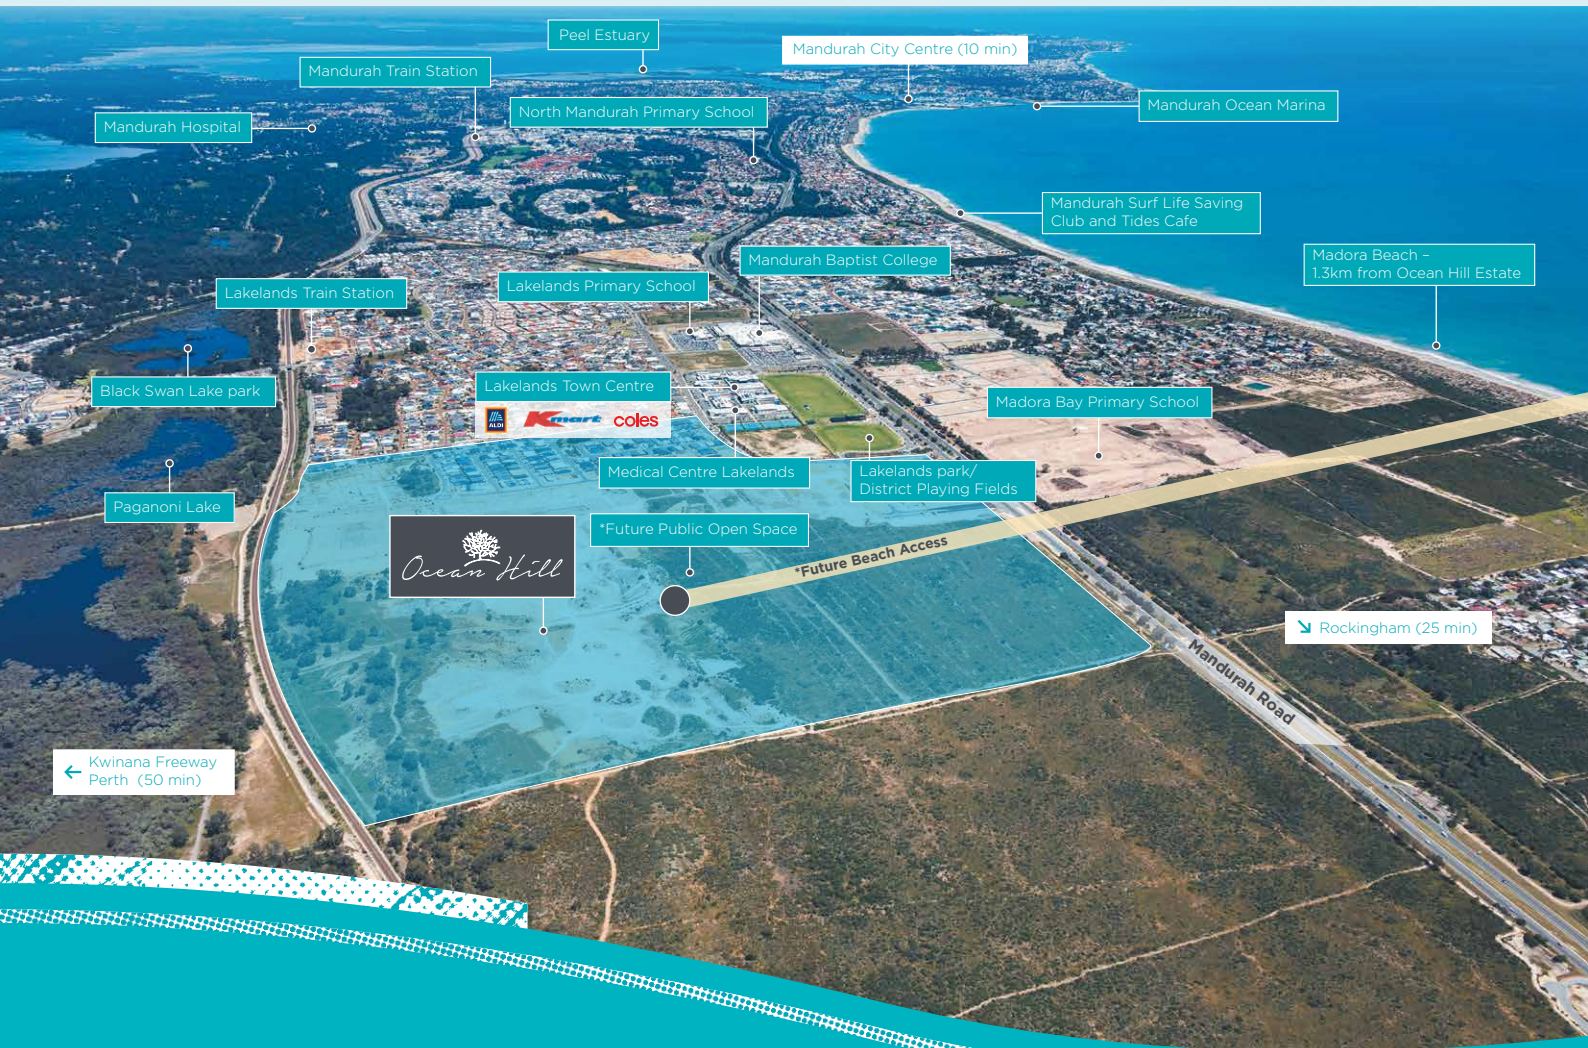 Peel Estuary
Mandurah City Centre (10 min)
Mandurah Train Station
Mandurah Ocean Marina
North Mandurah Primary School
Mandurah Hospital
Mandurah Surf Life Saving
Club and Tides Cafe
Mandurah Baptist College
Madora Beach –
1.3km from Ocean Hill Estate
Lakelands Primary School
Lakelands Train Station
Black Swan Lake park
Lakelands Town Centre
ALDI Kmart coles
Madora Bay Primary School
Medical Centre Lakelands
Lakelands park/
District Playing Fields
Paganoni Lake
*Future Public Open Space
Ocean Hill
*Future Beach Access
Rockingham (25 min)
Mandurah Road
Kwinana Freeway
Perth (50 min)